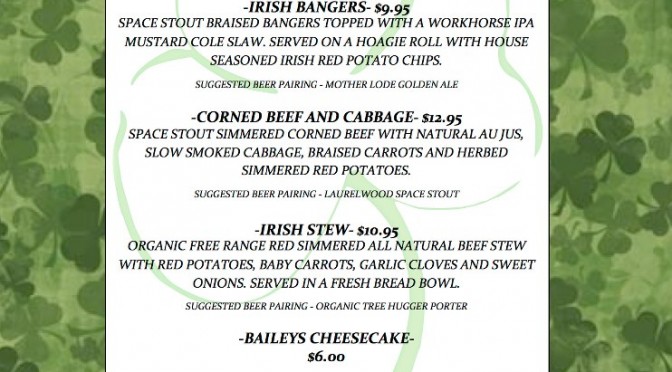 -IRISH BANGERS- $9.95
SPACE STOUT BRAISED BANGERS TOPPED WITH A WORKHORSE IPA
MUSTARD COLE SLAW. SERVED ON A HOAGIE ROLL WITH HOUSE
SEASONED IRISH RED POTATO CHIPS.
SUGGESTED BEER PAIRING - MOTHER LODE GOLDEN ALE
-CORNED BEEF AND CABBAGE- $12.95
SPACE STOUT SIMMERED CORNED BEEF WITH NATURAL AU JUS,
SLOW SMOKED CABBAGE, BRAISED CARROTS AND HERBED
SIMMERED RED POTATOES.
SUGGESTED BEER PAIRING - LAURELWOOD SPACE STOUT
-IRISH STEW- $10.95
ORGANIC FREE RANGE RED SIMMERED ALL NATURAL BEEF STEW
WITH RED POTATOES, BABY CARROTS, GARLIC CLOVES AND SWEET
ONIONS. SERVED IN A FRESH BREAD BOWL.
SUGGESTED BEER PAIRING - ORGANIC TREE HUGGER PORTER
-BAILEYS CHEESECAKE-
$6.00